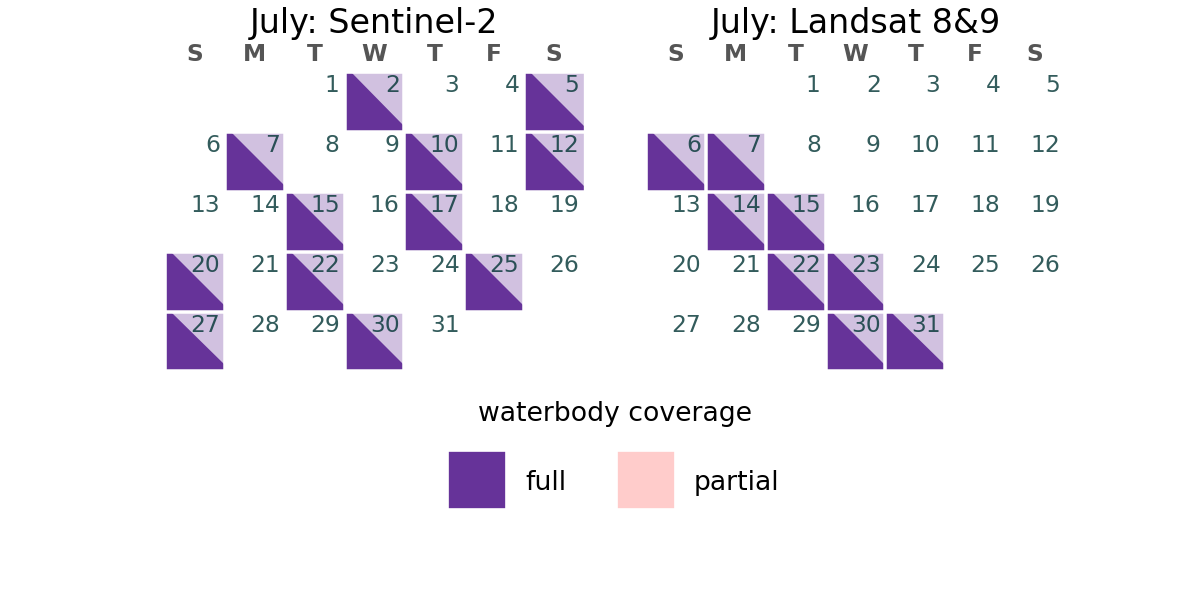 July: Sentinel-2
S M T W T F S
1 2 3 4 5
6 7 8 9 10 11 12
13 14 15 16 17 18 19
20 21 22 23 24 25 26
27 28 29 30 31
July: Landsat 8&9
S M T W T F S
1 2 3 4 5
6 7 8 9 10 11 12
13 14 15 16 17 18 19
20 21 22 23 24 25 26
27 28 29 30 31
waterbody coverage
full partial